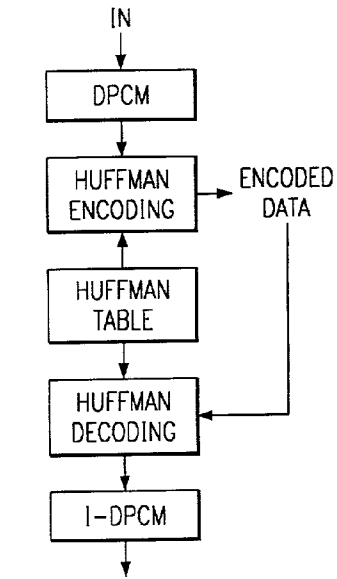 IN
DPCM
HUFFMAN
ENCODING
ENCODED
DATA
HUFFMAN
TABLE
HUFFMAN
DECODING
I-DPCM